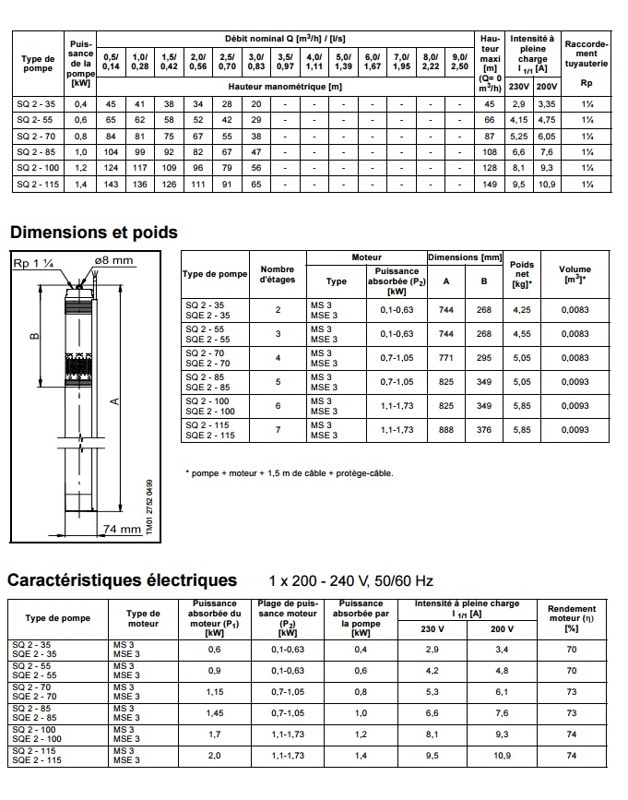 Type de pompe Puis- sance de la pompe [kW] Débit nominal Q [m³/h] / [l/s] Hau- teur maxi [m] (Q= 0 m³/h) Intensité à pleine charge I 1/1 [A] Raccorde- ment tuyauterie Rp
0,5/ 0,14 1,0/ 0,28 1,5/ 0,42 2,0/ 0,56 2,5/ 0,70 3,0/ 0,83 3,5/ 0,97 4,0/ 1,11 5,0/ 1,39 6,0/ 1,67 7,0/ 1,95 8,0/ 2,22 9,0/ 2,50
Hauteur manométrique [m] 230V 200V
SQ 2 - 35 0,4 45 41 38 34 28 20 - - - - - - - 45 2,9 3,35 1¼
SQ 2- 55 0,6 65 62 58 52 42 29 - - - - - - - 66 4,15 4,75 1¼
SQ 2 - 70 0,8 84 81 75 67 55 38 - - - - - - - 87 5,25 6,05 1¼
SQ 2 - 85 1,0 104 99 92 82 67 47 - - - - - - - 108 6,6 7,6 1¼
SQ 2 - 100 1,2 124 117 109 96 79 56 - - - - - - - 128 8,1 9,3 1¼
SQ 2 - 115 1,4 143 136 126 111 91 65 - - - - - - - 149 9,5 10,9 1¼
Dimensions et poids
Rp 1 ¼ ø8 mm
B
A
74 mm
TM01 2752 0499
Type de pompe Nombre d'étages Moteur Dimensions [mm] Poids net [kg]* Volume [m³]*
Type Puissance absorbée (P2) [kW] A B
SQ 2 - 35 2 MS 3 0,1-0,63 744 268 4,25 0,0083
SQE 2 - 35 MSE 3
SQ 2 - 55 3 MS 3 0,1-0,63 744 268 4,55 0,0083
SQE 2 - 55 MSE 3
SQ 2 - 70 4 MS 3 0,7-1,05 771 295 5,05 0,0083
SQE 2 - 70 MSE 3
SQ 2 - 85 5 MS 3 0,7-1,05 825 349 5,05 0,0093
SQE 2 - 85 MSE 3
SQ 2 - 100 6 MS 3 1,1-1,73 825 349 5,85 0,0093
SQE 2 - 100 MSE 3
SQ 2 - 115 7 MS 3 1,1-1,73 888 376 5,85 0,0093
SQE 2 - 115 MSE 3
* pompe + moteur + 1,5 m de câble + protège-câble.
Caractéristiques électriques 1 x 200 - 240 V, 50/60 Hz
Type de pompe Type de moteur Puissance absorbée du moteur (P1) [kW] Plage de puis- sance moteur (P2) [kW] Puissance absorbée par la pompe [kW] Intensité à pleine charge I 1/1 [A] Rendement moteur (η) [%]
230 V 200 V
SQ 2 - 35 MS 3 0,6 0,1-0,63 0,4 2,9 3,4 70
SQE 2 - 35 MSE 3
SQ 2 - 55 MS 3 0,9 0,1-0,63 0,6 4,2 4,8 70
SQE 2 - 55 MSE 3
SQ 2 - 70 MS 3 1,15 0,7-1,05 0,8 5,3 6,1 73
SQE 2 - 70 MSE 3
SQ 2 - 85 MS 3 1,45 0,7-1,05 1,0 6,6 7,6 73
SQE 2 - 85 MSE 3
SQ 2 - 100 MS 3 1,7 1,1-1,73 1,2 8,1 9,3 74
SQE 2 - 100 MSE 3
SQ 2 - 115 MS 3 2,0 1,1-1,73 1,4 9,5 10,9 74
SQE 2 - 115 MSE 3